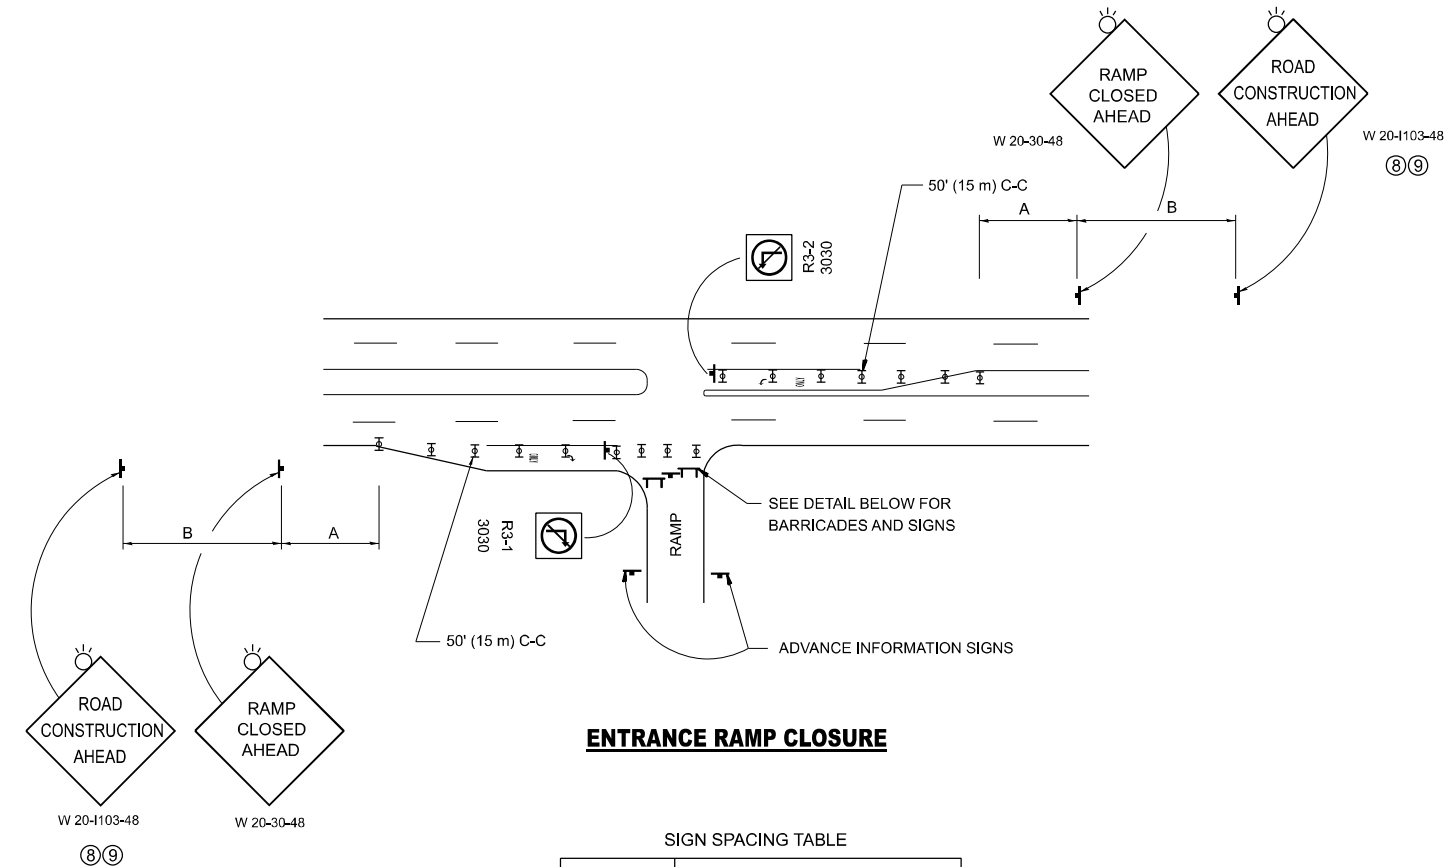 RAMP
CLOSED
AHEAD
ROAD
CONSTRUCTION
AHEAD
W 20-30-48
W 20-I103-48
⑧⑨
50' (15 m) C-C
A
B
R3-2
3030
ONLY
ONLY
B
A
R3-1
3030
RAMP
SEE DETAIL BELOW FOR
BARRICADES AND SIGNS
50' (15 m) C-C
ADVANCE INFORMATION SIGNS
ROAD
CONSTRUCTION
AHEAD
RAMP
CLOSED
AHEAD
ENTRANCE RAMP CLOSURE
W 20-I103-48
W 20-30-48
⑧⑨
SIGN SPACING TABLE